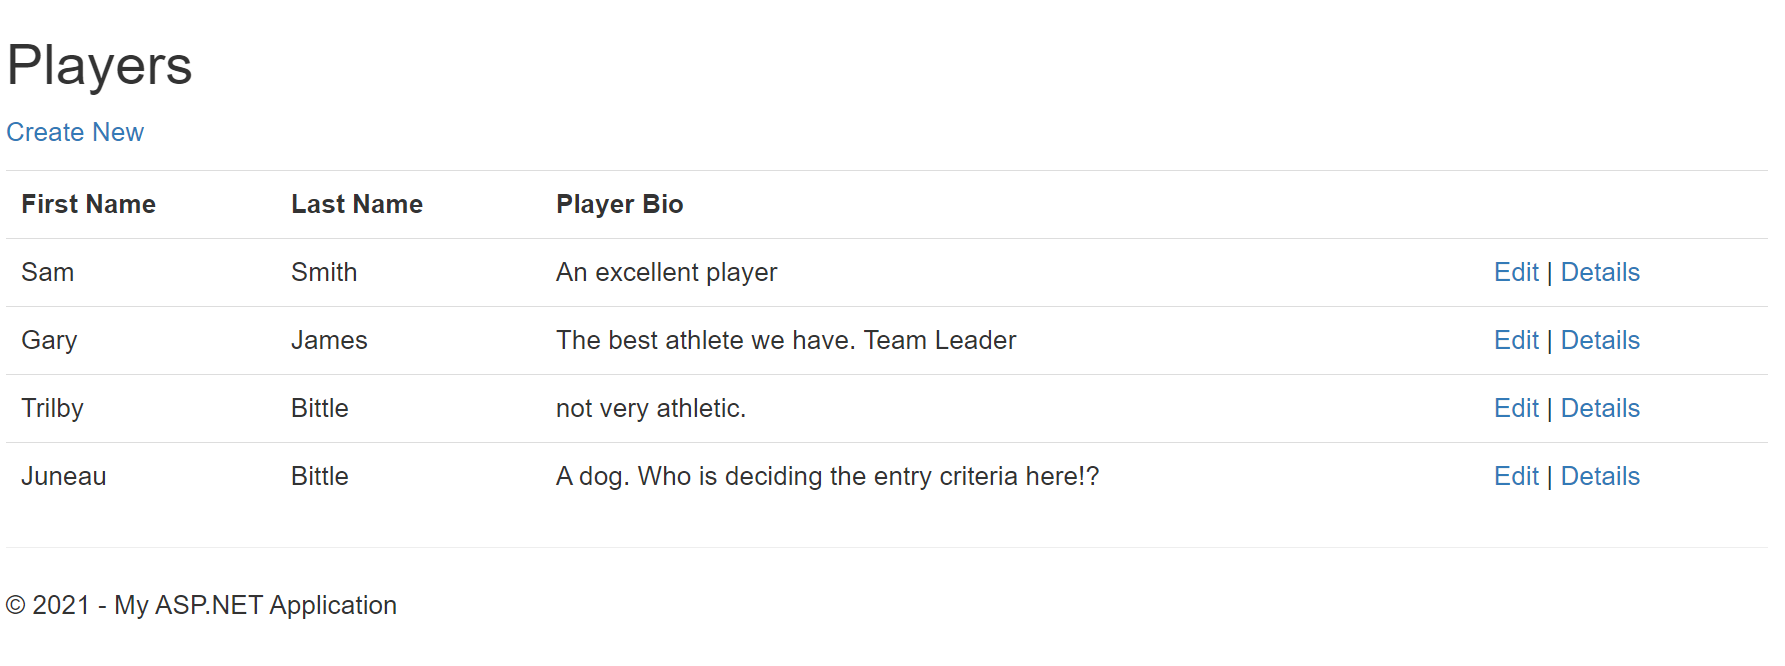 Players
Create New
First Name Last Name Player Bio
Sam Smith An excellent player Edit | Details
Gary James The best athlete we have. Team Leader Edit | Details
Trilby Bittle not very athletic. Edit | Details
Juneau Bittle A dog. Who is deciding the entry criteria here!? Edit | Details
© 2021 - My ASP.NET Application